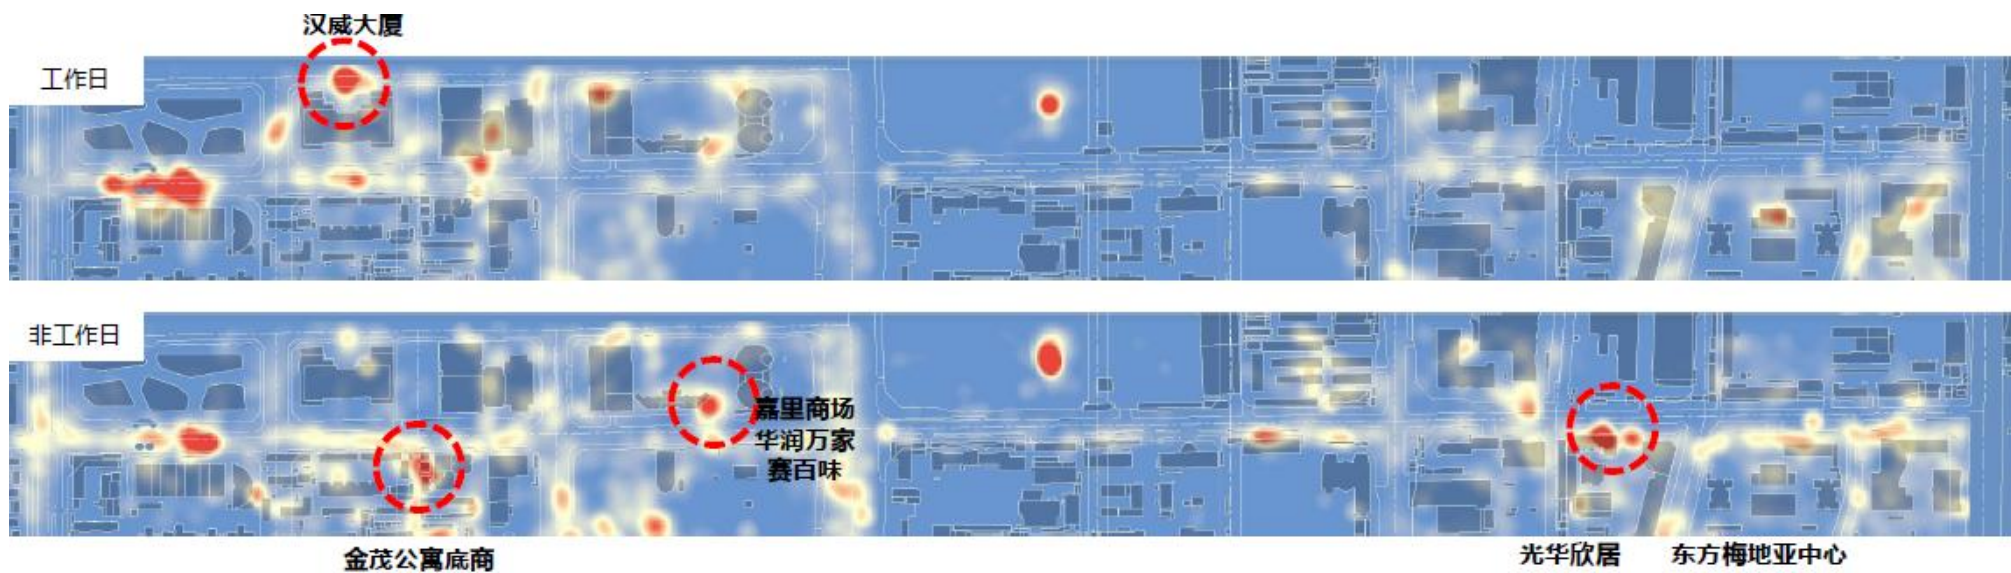 汉威大厦
工作日
非工作日
嘉里商场
华润万家
赛百味
金茂公寓底商
光华欣居
东方梅地亚中心